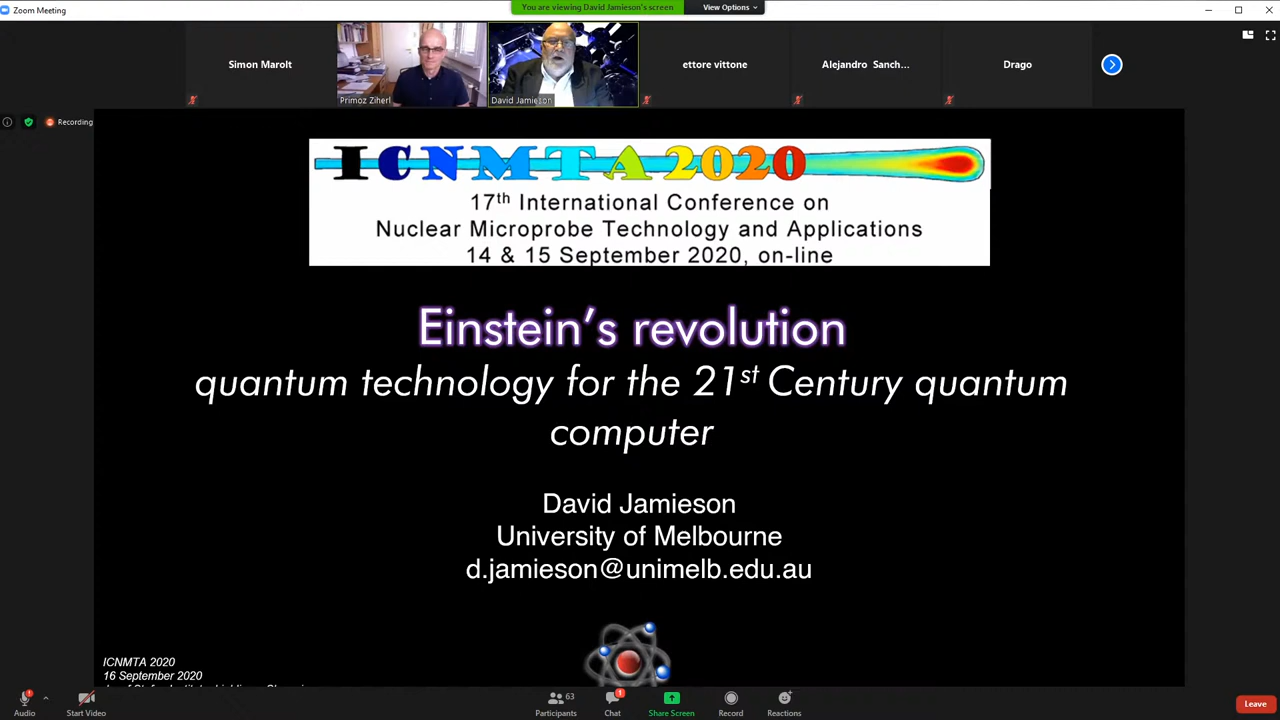 Zoom Meeting
You are viewing David Jamieson's screen
View Options
Simon Marolt
Primoz Ziherl
David Jamieson
ettore vittone
Alejandro Sanch...
Drago
Recording
ICNMTA 2020
17th International Conference on
Nuclear Microprobe Technology and Applications
14 & 15 September 2020, on-line
Einstein's revolution
quantum technology for the 21st Century quantum
computer
David Jamieson
University of Melbourne
d.jamieson@unimelb.edu.au
ICNMTA 2020
16 September 2020
Audio
Start Video
Participants
63
Chat
1
Share Screen
Record
Reactions
Leave